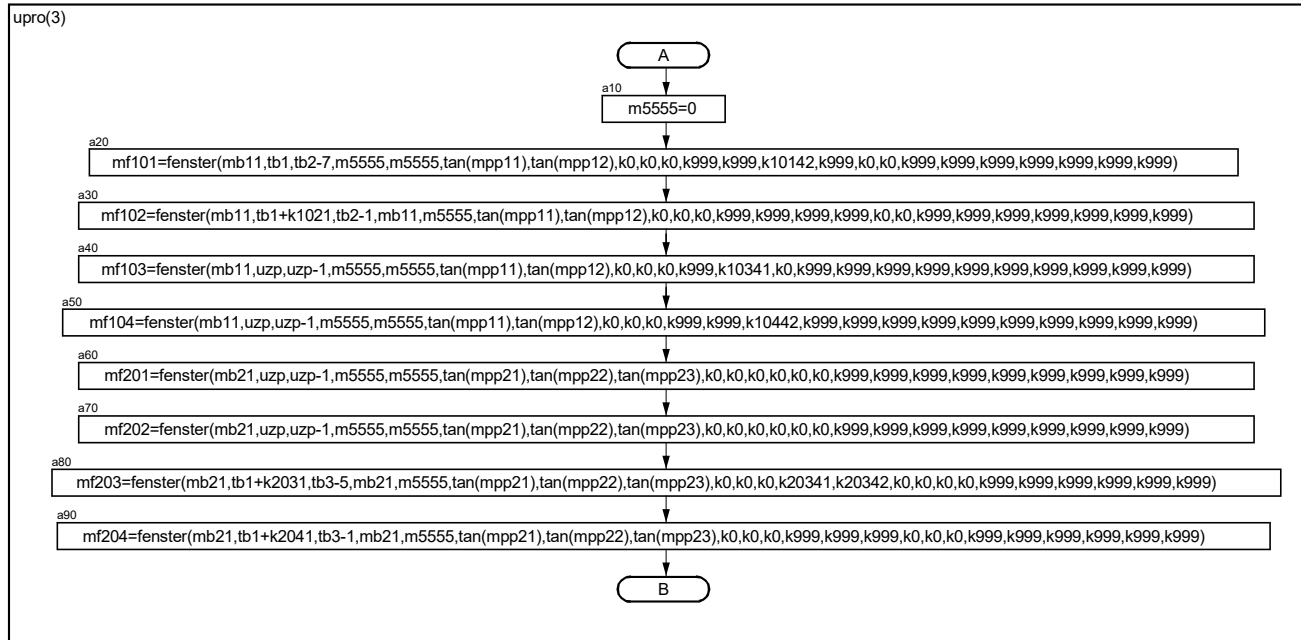 upro(3)
A
a10
m5555=0
a20
mf101=fenster(mb11,tb1,tb2-7,m5555,m5555,tan(mpp11),tan(mpp12),k0,k0,k0,k999,k999,k10142,k999,k0,k0,k999,k999,k999,k999,k999,k999,k999)
a30
mf102=fenster(mb11,tb1+k1021,tb2-1,mb11,m5555,tan(mpp11),tan(mpp12),k0,k0,k0,k999,k999,k999,k999,k0,k0,k999,k999,k999,k999,k999,k999,k999)
a40
mf103=fenster(mb11,uzp,uzp-1,m5555,m5555,tan(mpp11),tan(mpp12),k0,k0,k0,k999,k10341,k0,k999,k999,k999,k999,k999,k999,k999,k999,k999,k999)
a50
mf104=fenster(mb11,uzp,uzp-1,m5555,m5555,tan(mpp11),tan(mpp12),k0,k0,k0,k999,k999,k10442,k999,k999,k999,k999,k999,k999,k999,k999,k999,k999)
a60
mf201=fenster(mb21,uzp,uzp-1,m5555,m5555,tan(mpp21),tan(mpp22),tan(mpp23),k0,k0,k0,k0,k0,k0,k999,k999,k999,k999,k999,k999,k999,k999,k999)
a70
mf202=fenster(mb21,uzp,uzp-1,m5555,m5555,tan(mpp21),tan(mpp22),tan(mpp23),k0,k0,k0,k0,k0,k0,k999,k999,k999,k999,k999,k999,k999,k999,k999)
a80
mf203=fenster(mb21,tb1+k2031,tb3-5,mb21,m5555,tan(mpp21),tan(mpp22),tan(mpp23),k0,k0,k0,k20341,k20342,k0,k0,k0,k0,k999,k999,k999,k999,k999,k999)
a90
mf204=fenster(mb21,tb1+k2041,tb3-1,mb21,m5555,tan(mpp21),tan(mpp22),tan(mpp23),k0,k0,k0,k999,k999,k999,k0,k0,k0,k999,k999,k999,k999,k999,k999)
B